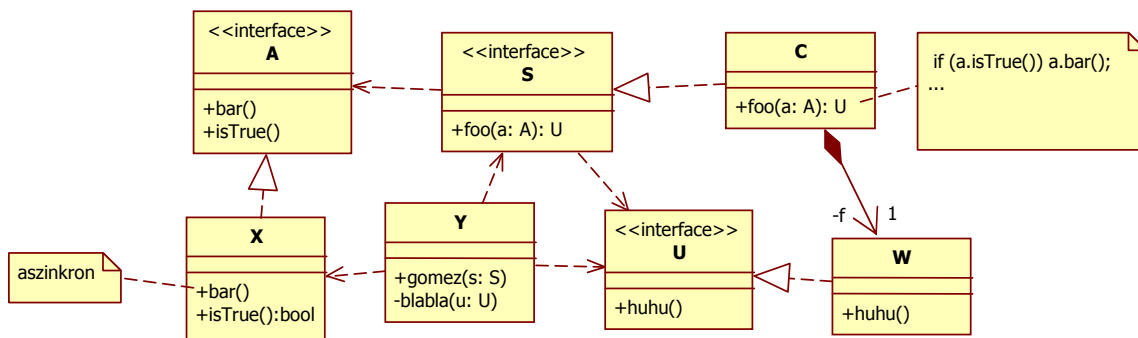 <<interface>>
A
+bar()
+isTrue()
<<interface>>
S
+foo(a: A): U
C
+foo(a: A): U
if (a.isTrue()) a.bar();
...
aszinkron
X
+bar()
+isTrue():bool
Y
+gomez(s: S)
-blabla(u: U)
<<interface>>
U
+huhu()
-f
1
W
+huhu()